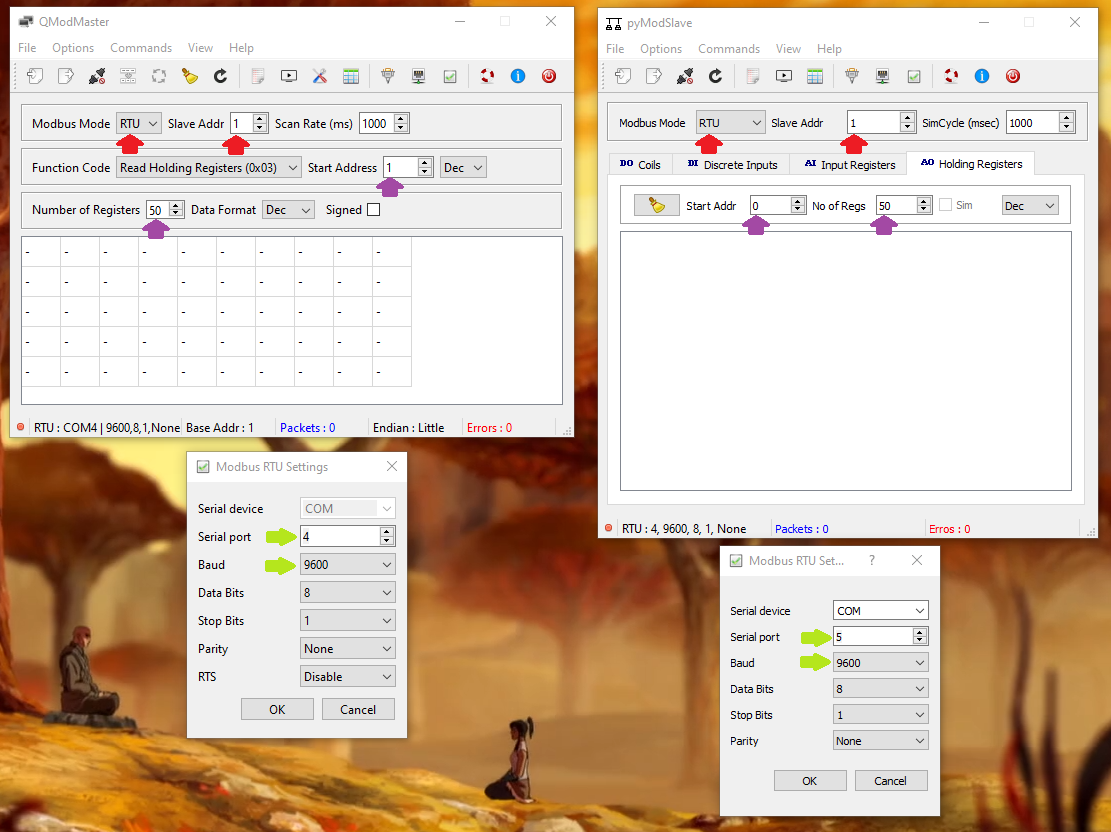 QModMaster
File Options Commands View Help
Modbus Mode RTU Slave Addr 1 Scan Rate (ms) 1000
Function Code Read Holding Registers (0x03) Start Address 1 Dec
Number of Registers 50 Data Format Dec Signed
- - - - - - - - - -
- - - - - - - - - -
- - - - - - - - - -
- - - - - - - - - -
- - - - - - - - - -
RTU : COM4 | 9600,8,1,None Base Addr : 1 Packets : 0 Endian : Little Errors : 0
pyModSlave
File Options Commands View Help
Modbus Mode RTU Slave Addr 1 SimCycle (msec) 1000
DO Coils DI Discrete Inputs AI Input Registers AO Holding Registers
Start Addr 0 No of Regs 50 Sim Dec
RTU : 4, 9600, 8, 1, None Packets : 0 Erros : 0
Modbus RTU Settings
Serial device COM
Serial port 4
Baud 9600
Data Bits 8
Stop Bits 1
Parity None
RTS Disable
OK Cancel
Modbus RTU Set... ?
Serial device COM
Serial port 5
Baud 9600
Data Bits 8
Stop Bits 1
Parity None
OK Cancel